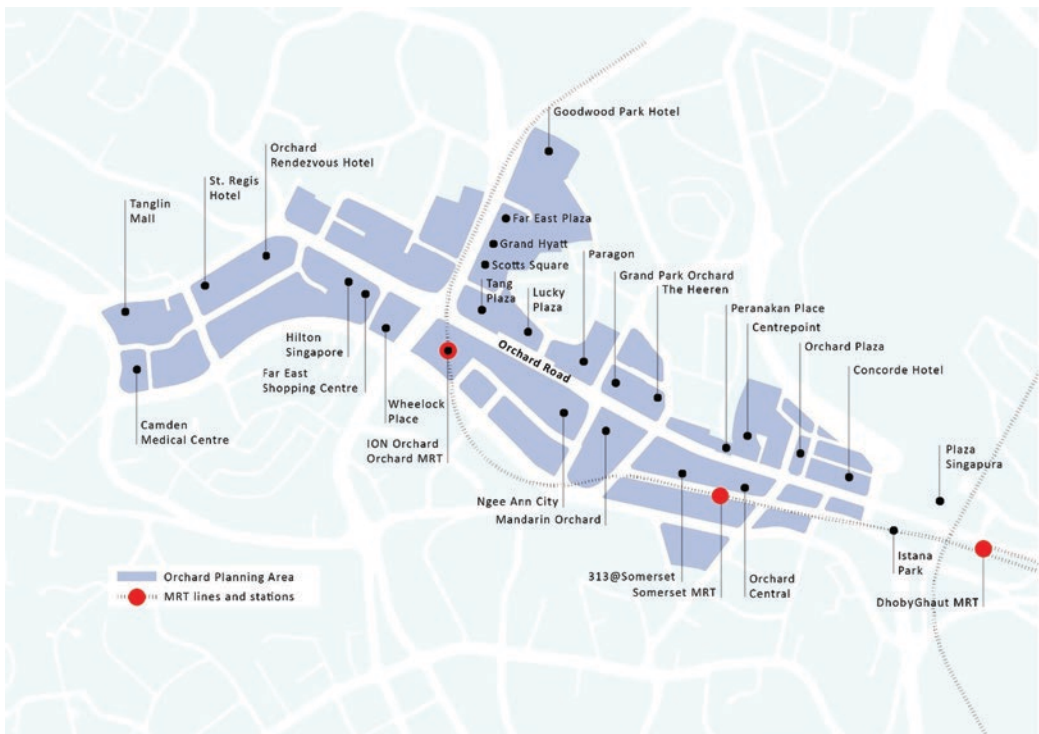 Goodwood Park Hotel
Orchard
Rendezvous Hotel
St. Regis
Hotel
Tanglin
Mall
Far East Plaza
Grand Hyatt
Scotts Square
Paragon
Grand Park Orchard
The Heeren
Tang
Plaza
Lucky
Plaza
Peranakan Place
Centrepoint
Orchard Plaza
Concorde Hotel
Orchard Road
Hilton
Singapore
Far East
Shopping Centre
Wheelock
Place
ION Orchard
Orchard MRT
Camden
Medical Centre
Plaza
Singapura
Ngee Ann City
Mandarin Orchard
313@Somerset
Somerset MRT
Orchard
Central
Istana
Park
DhobyGhaut MRT
Orchard Planning Area
MRT lines and stations